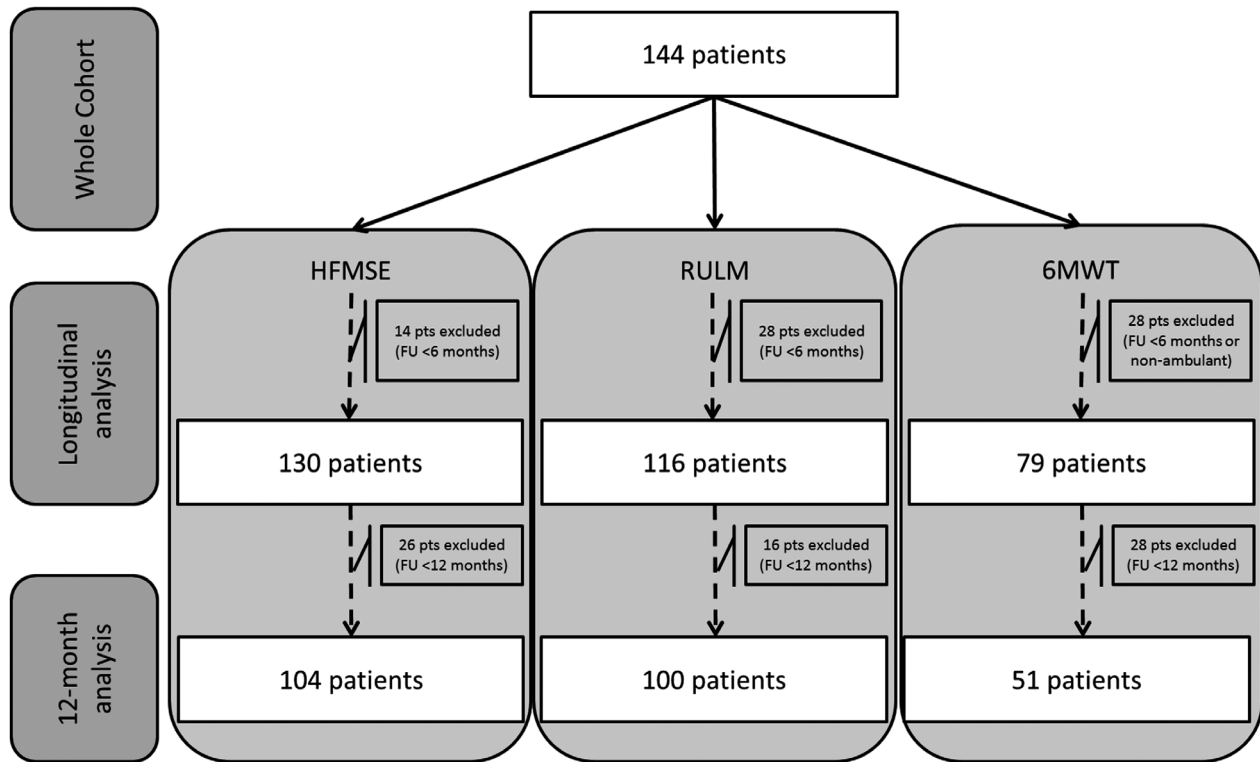 Whole Cohort
144 patients
Longitudinal
analysis
12-month
analysis
HFMSE
14 pts excluded
(FU <6 months)
130 patients
26 pts excluded
(FU <12 months)
104 patients
RULM
28 pts excluded
(FU <6 months)
116 patients
16 pts excluded
(FU <12 months)
100 patients
6MWT
28 pts excluded
(FU <6 months or
non-ambulant)
79 patients
28 pts excluded
(FU <12 months)
51 patients